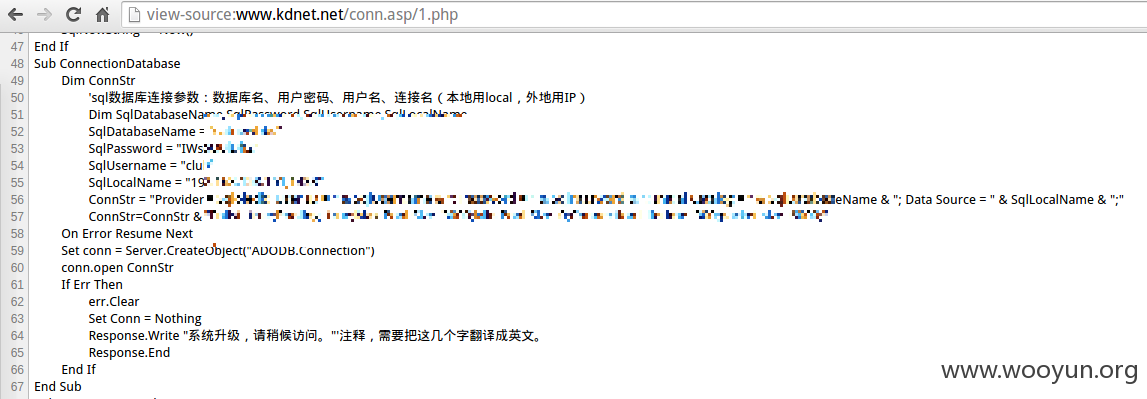 view-source:www.kdnet.net/conn.asp/1.php
47 End If
48 Sub ConnectionDatabase
49 Dim ConnStr
50 'sql数据库连接参数：数据库名、用户密码、用户名、连接名（本地用local，外地用IP）
51 Dim SqlDatabaseName SqlPassword SqlUsername SqlLocalName
52 SqlDatabaseName =
53 SqlPassword = "IWs
54 SqlUsername = "clu
55 SqlLocalName = "19
56 ConnStr = "Provider eName & "; Data Source = " & SqlLocalName & ";"
57 ConnStr=ConnStr &
58 On Error Resume Next
59 Set conn = Server.CreateObject("ADODB.Connection")
60 conn.open ConnStr
61 If Err Then
62 err.Clear
63 Set Conn = Nothing
64 Response.Write "系统升级，请稍候访问。"'注释，需要把这几个字翻译成英文。
65 Response.End
66 End If
67 End Sub
www.wooyun.org